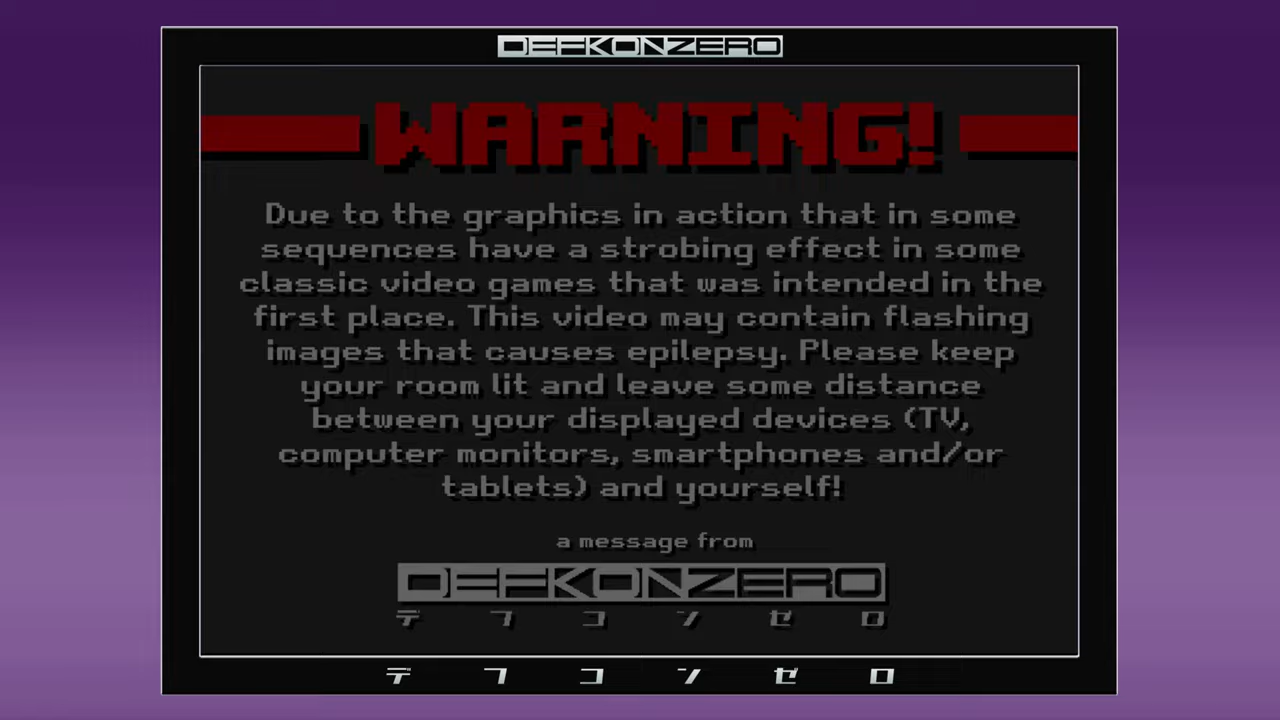 DEFKONZERO
WARNING!
Due to the graphics in action that in some
sequences have a strobing effect in some
classic video games that was intended in the
first place. This video may contain flashing
images that causes epilepsy. Please keep
your room lit and leave some distance
between your displayed devices (TV,
computer monitors, smartphones and/or
tablets) and yourself!
a message from
DEFKONZERO
デフコンゼロ
デフコンゼロ